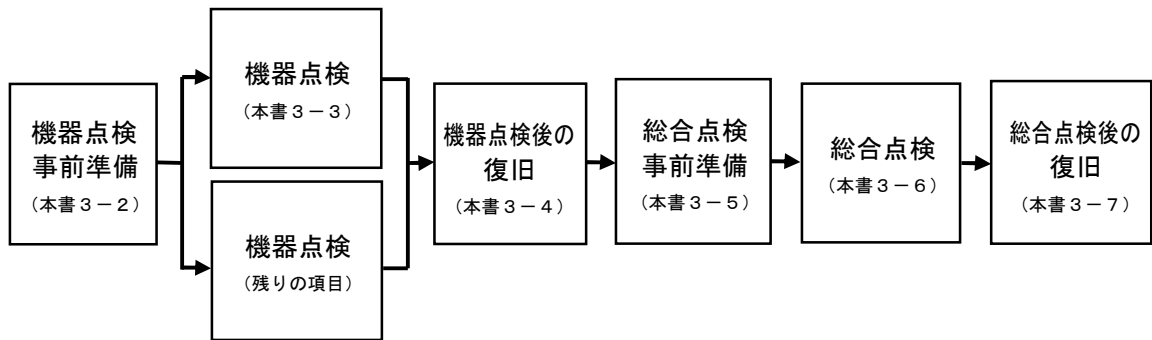 機器点検
事前準備
（本書３－２）
機器点検
（本書３－３）
機器点検
（残りの項目）
機器点検後の
復旧
（本書３－４）
総合点検
事前準備
（本書３－５）
総合点検
（本書３－６）
総合点検後の
復旧
（本書３－７）